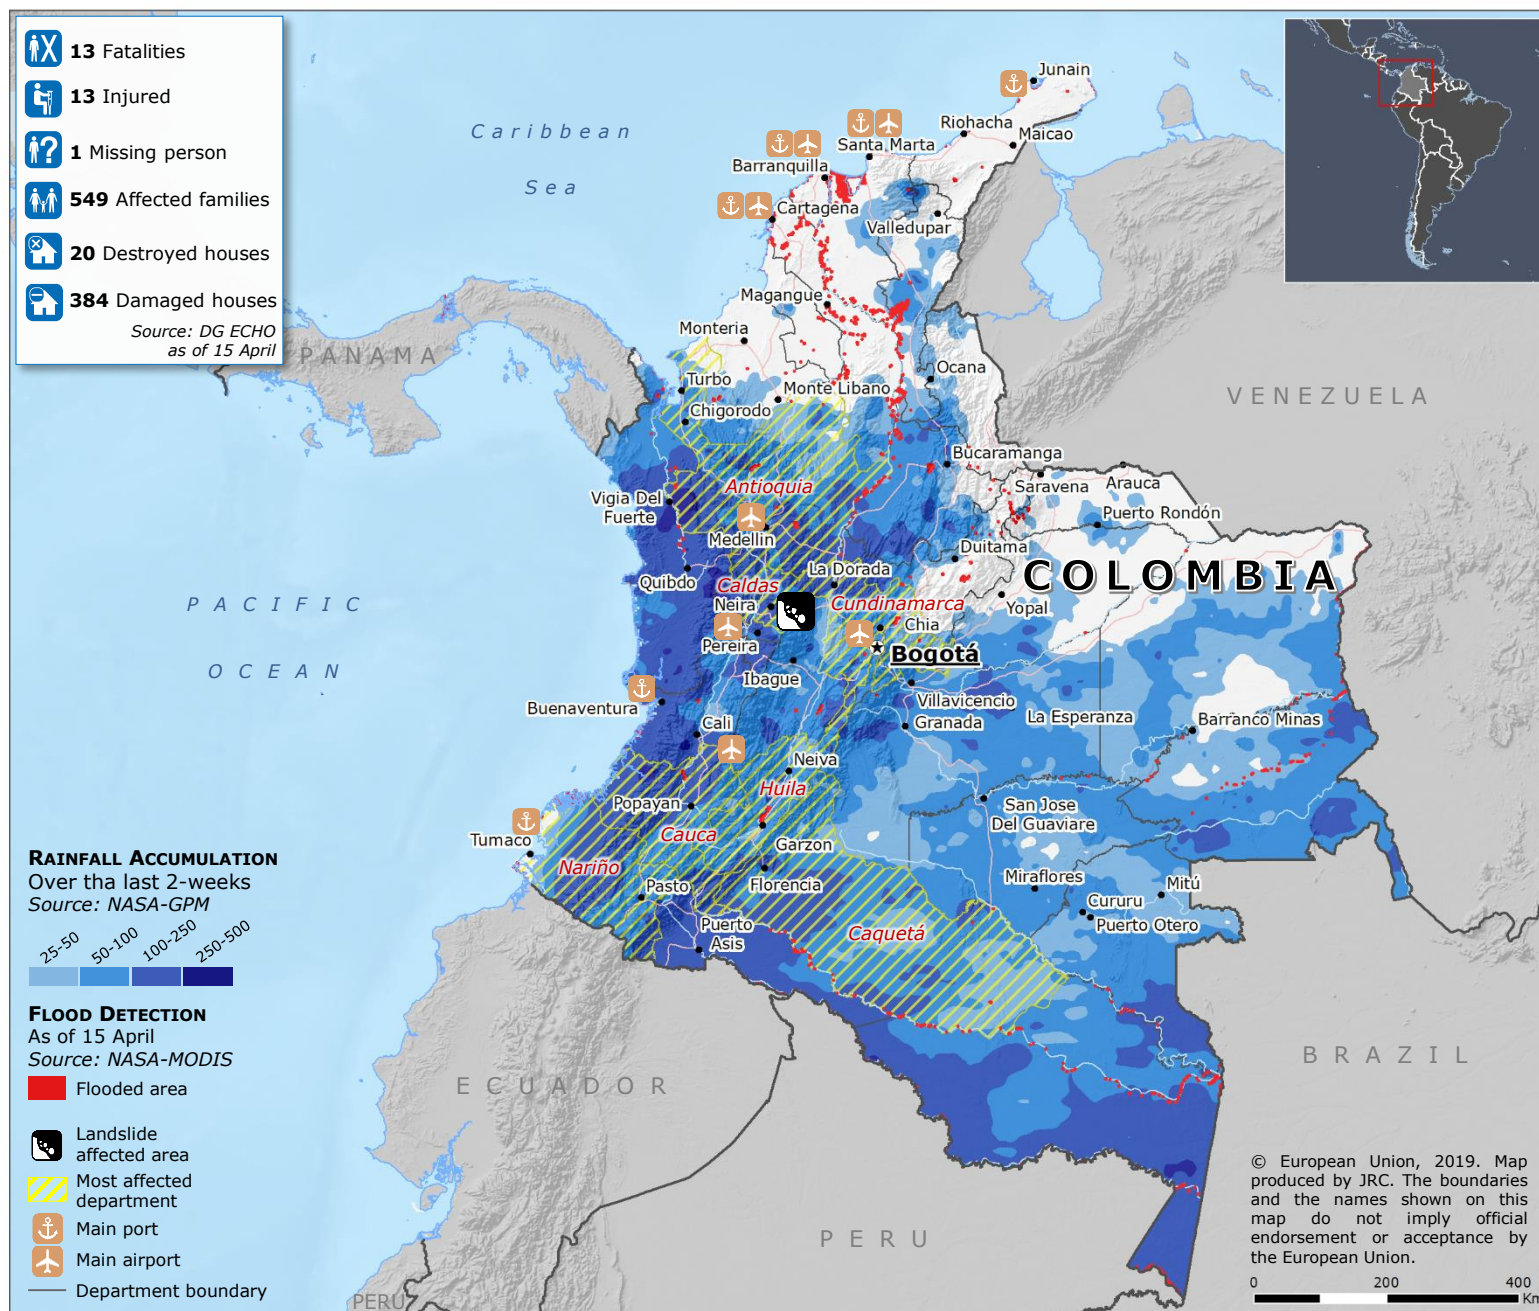 13 Fatalities
13 Injured
1 Missing person
549 Affected families
20 Destroyed houses
384 Damaged houses
Source: DG ECHO
as of 15 April
Caribbean
Sea
PANAMA
VENEZUELA
PACIFIC
OCEAN
COLOMBIA
ECUADOR
PERU
PERU
BRAZIL
Junain
Riohacha
Maicao
Santa Marta
Barranquilla
Cartagena
Valledupar
Magangue
Monteria
Ocana
Turbo
Monte Libano
Chigorodo
Bucaramanga
Saravena
Arauca
Antioquia
Vigia Del
Fuerte
Puerto Rondón
Medellin
Duitama
Quibdo
La Dorada
Caldas
Cundinamarca
Neira
Yopal
Chia
Pereira
Bogotá
Ibague
Villavicencio
Buenaventura
Granada
La Esperanza
Barranco Minas
Cali
Neiva
Huila
Popayan
San Jose
Del Guaviare
Cauca
Tumaco
Garzon
Nariño
Florencia
Pasto
Miraflores
Mitú
Cururu
Puerto Otero
Puerto
Asis
Caquetá
RAINFALL ACCUMULATION
Over tha last 2-weeks
Source: NASA-GPM
25-50
50-100
100-250
250-500
FLOOD DETECTION
As of 15 April
Source: NASA-MODIS
Flooded area
Landslide
affected area
Most affected
department
Main port
Main airport
Department boundary
© European Union, 2019. Map
produced by JRC. The boundaries
and the names shown on this
map do not imply official
endorsement or acceptance by
the European Union.
0 200 400
Km